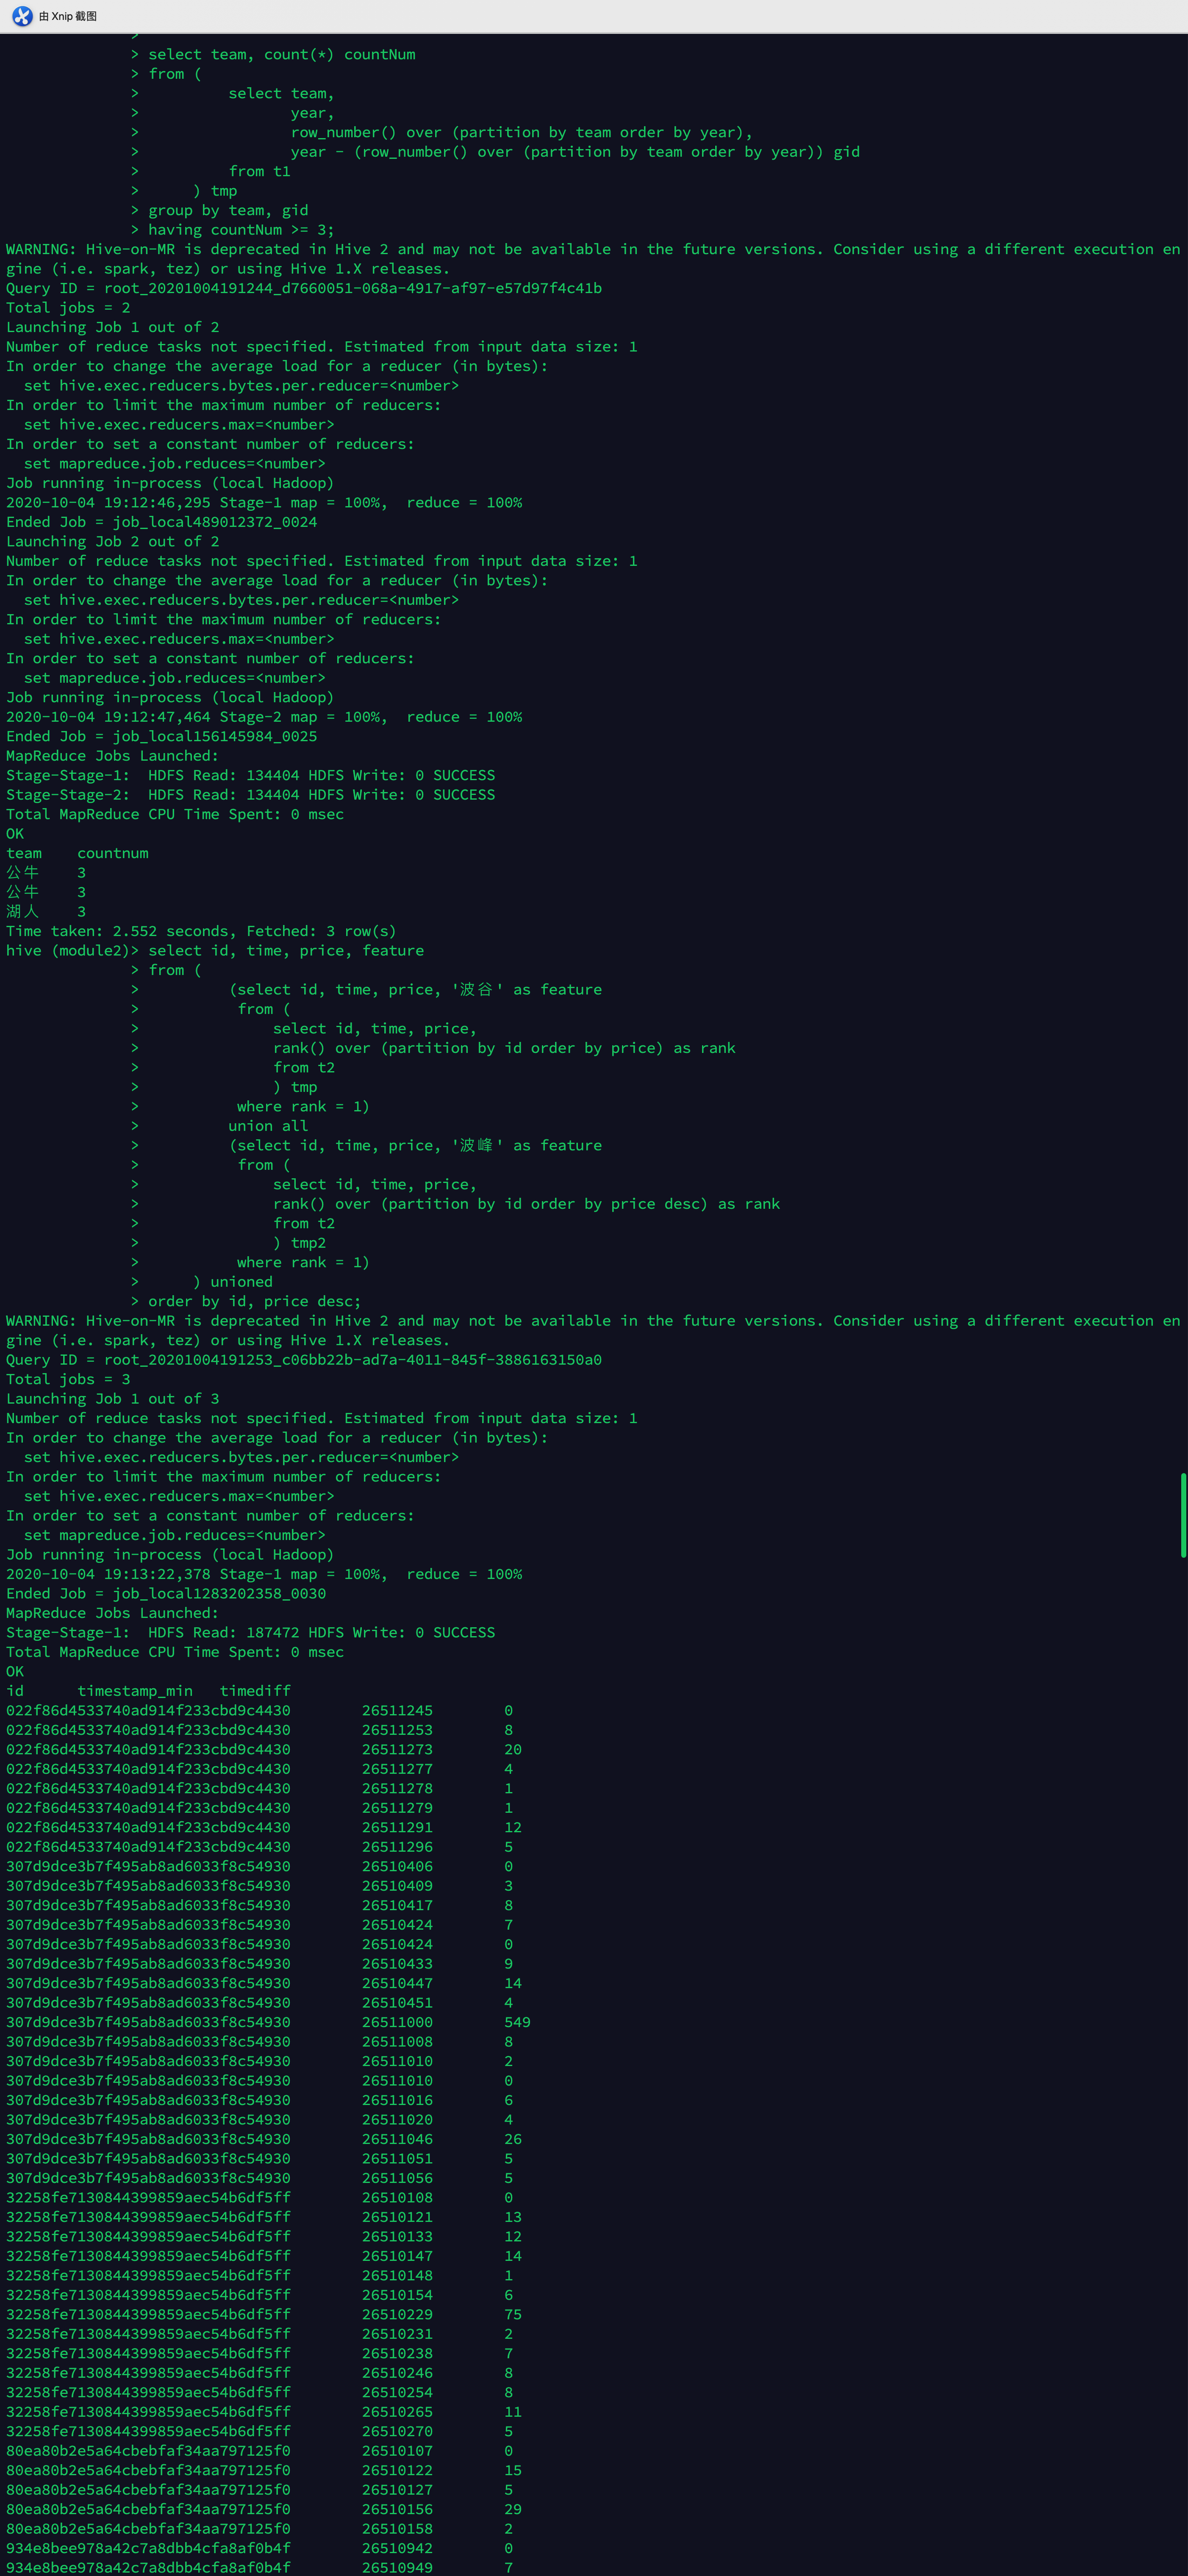 由 Xnip 截图
>
> select team, count(*) countNum
> from (
>          select team,
>                 year,
>                 row_number() over (partition by team order by year),
>                 year - (row_number() over (partition by team order by year)) gid
>          from t1
>      ) tmp
> group by team, gid
> having countNum >= 3;
WARNING: Hive-on-MR is deprecated in Hive 2 and may not be available in the future versions. Consider using a different execution en
gine (i.e. spark, tez) or using Hive 1.X releases.
Query ID = root_20201004191244_d7660051-068a-4917-af97-e57d97f4c41b
Total jobs = 2
Launching Job 1 out of 2
Number of reduce tasks not specified. Estimated from input data size: 1
In order to change the average load for a reducer (in bytes):
  set hive.exec.reducers.bytes.per.reducer=<number>
In order to limit the maximum number of reducers:
  set hive.exec.reducers.max=<number>
In order to set a constant number of reducers:
  set mapreduce.job.reduces=<number>
Job running in-process (local Hadoop)
2020-10-04 19:12:46,295 Stage-1 map = 100%,  reduce = 100%
Ended Job = job_local489012372_0024
Launching Job 2 out of 2
Number of reduce tasks not specified. Estimated from input data size: 1
In order to change the average load for a reducer (in bytes):
  set hive.exec.reducers.bytes.per.reducer=<number>
In order to limit the maximum number of reducers:
  set hive.exec.reducers.max=<number>
In order to set a constant number of reducers:
  set mapreduce.job.reduces=<number>
Job running in-process (local Hadoop)
2020-10-04 19:12:47,464 Stage-2 map = 100%,  reduce = 100%
Ended Job = job_local156145984_0025
MapReduce Jobs Launched:
Stage-Stage-1:  HDFS Read: 134404 HDFS Write: 0 SUCCESS
Stage-Stage-2:  HDFS Read: 134404 HDFS Write: 0 SUCCESS
Total MapReduce CPU Time Spent: 0 msec
OK
team    countnum
公牛    3
公牛    3
湖人    3
Time taken: 2.552 seconds, Fetched: 3 row(s)
hive (module2)> select id, time, price, feature
> from (
>          (select id, time, price, '波谷' as feature
>           from (
>               select id, time, price,
>               rank() over (partition by id order by price) as rank
>               from t2
>               ) tmp
>           where rank = 1)
>          union all
>          (select id, time, price, '波峰' as feature
>           from (
>               select id, time, price,
>               rank() over (partition by id order by price desc) as rank
>               from t2
>               ) tmp2
>           where rank = 1)
>      ) unioned
> order by id, price desc;
WARNING: Hive-on-MR is deprecated in Hive 2 and may not be available in the future versions. Consider using a different execution en
gine (i.e. spark, tez) or using Hive 1.X releases.
Query ID = root_20201004191253_c06bb22b-ad7a-4011-845f-3886163150a0
Total jobs = 3
Launching Job 1 out of 3
Number of reduce tasks not specified. Estimated from input data size: 1
In order to change the average load for a reducer (in bytes):
  set hive.exec.reducers.bytes.per.reducer=<number>
In order to limit the maximum number of reducers:
  set hive.exec.reducers.max=<number>
In order to set a constant number of reducers:
  set mapreduce.job.reduces=<number>
Job running in-process (local Hadoop)
2020-10-04 19:13:22,378 Stage-1 map = 100%,  reduce = 100%
Ended Job = job_local1283202358_0030
MapReduce Jobs Launched:
Stage-Stage-1:  HDFS Read: 187472 HDFS Write: 0 SUCCESS
Total MapReduce CPU Time Spent: 0 msec
OK
id      timestamp_min   timediff
022f86d4533740ad914f233cbd9c4430        26511245        0
022f86d4533740ad914f233cbd9c4430        26511253        8
022f86d4533740ad914f233cbd9c4430        26511273        20
022f86d4533740ad914f233cbd9c4430        26511277        4
022f86d4533740ad914f233cbd9c4430        26511278        1
022f86d4533740ad914f233cbd9c4430        26511279        1
022f86d4533740ad914f233cbd9c4430        26511291        12
022f86d4533740ad914f233cbd9c4430        26511296        5
307d9dce3b7f495ab8ad6033f8c54930        26510406        0
307d9dce3b7f495ab8ad6033f8c54930        26510409        3
307d9dce3b7f495ab8ad6033f8c54930        26510417        8
307d9dce3b7f495ab8ad6033f8c54930        26510424        7
307d9dce3b7f495ab8ad6033f8c54930        26510424        0
307d9dce3b7f495ab8ad6033f8c54930        26510433        9
307d9dce3b7f495ab8ad6033f8c54930        26510447        14
307d9dce3b7f495ab8ad6033f8c54930        26510451        4
307d9dce3b7f495ab8ad6033f8c54930        26511000        549
307d9dce3b7f495ab8ad6033f8c54930        26511008        8
307d9dce3b7f495ab8ad6033f8c54930        26511010        2
307d9dce3b7f495ab8ad6033f8c54930        26511010        0
307d9dce3b7f495ab8ad6033f8c54930        26511016        6
307d9dce3b7f495ab8ad6033f8c54930        26511020        4
307d9dce3b7f495ab8ad6033f8c54930        26511046        26
307d9dce3b7f495ab8ad6033f8c54930        26511051        5
307d9dce3b7f495ab8ad6033f8c54930        26511056        5
32258fe7130844399859aec54b6df5ff        26510108        0
32258fe7130844399859aec54b6df5ff        26510121        13
32258fe7130844399859aec54b6df5ff        26510133        12
32258fe7130844399859aec54b6df5ff        26510147        14
32258fe7130844399859aec54b6df5ff        26510148        1
32258fe7130844399859aec54b6df5ff        26510154        6
32258fe7130844399859aec54b6df5ff        26510229        75
32258fe7130844399859aec54b6df5ff        26510231        2
32258fe7130844399859aec54b6df5ff        26510238        7
32258fe7130844399859aec54b6df5ff        26510246        8
32258fe7130844399859aec54b6df5ff        26510254        8
32258fe7130844399859aec54b6df5ff        26510265        11
32258fe7130844399859aec54b6df5ff        26510270        5
80ea80b2e5a64cbebfaf34aa797125f0        26510107        0
80ea80b2e5a64cbebfaf34aa797125f0        26510122        15
80ea80b2e5a64cbebfaf34aa797125f0        26510127        5
80ea80b2e5a64cbebfaf34aa797125f0        26510156        29
80ea80b2e5a64cbebfaf34aa797125f0        26510158        2
934e8bee978a42c7a8dbb4cfa8af0b4f        26510942        0
934e8bee978a42c7a8dbb4cfa8af0b4f        26510949        7